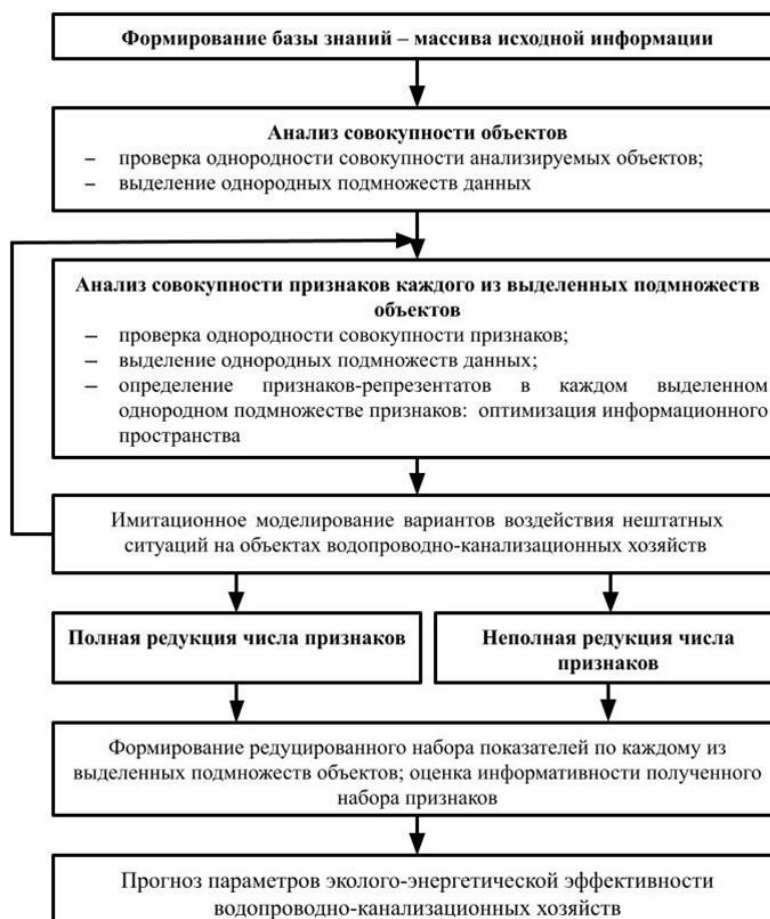 Формирование базы знаний – массива исходной информации
Анализ совокупности объектов
– проверка однородности совокупности анализируемых объектов;
– выделение однородных подмножеств данных
Анализ совокупности признаков каждого из выделенных подмножеств
объектов
– проверка однородности совокупности признаков;
– выделение однородных подмножеств данных;
– определение признаков-репрезентатов в каждом выделенном
однородном подмножестве признаков: оптимизация информационного
пространства
Имитационное моделирование вариантов воздействия нештатных
ситуаций на объектах водопроводно-канализационных хозяйств
Полная редукция числа признаков
Неполная редукция числа
признаков
Формирование редуцированного набора показателей по каждому из
выделенных подмножеств объектов; оценка информативности полученного
набора признаков
Прогноз параметров эколого-энергетической эффективности
водопроводно-канализационных хозяйств